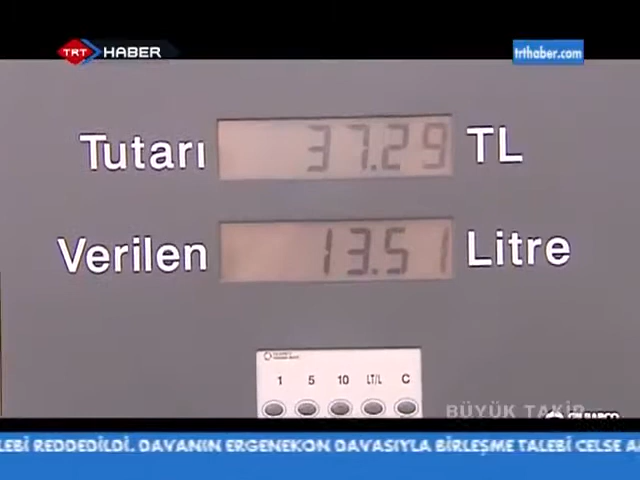 TRT HABER
trthaber.com
Tutarı 37.29 TL
Verilen 13.51 Litre
1 5 10 LT/L C
BÜYÜK TAKİP
LEBİ REDDEDİLDİ. DAVANIN ERGENEKON DAVASIYLA BİRLEŞME TALEBİ CELSE